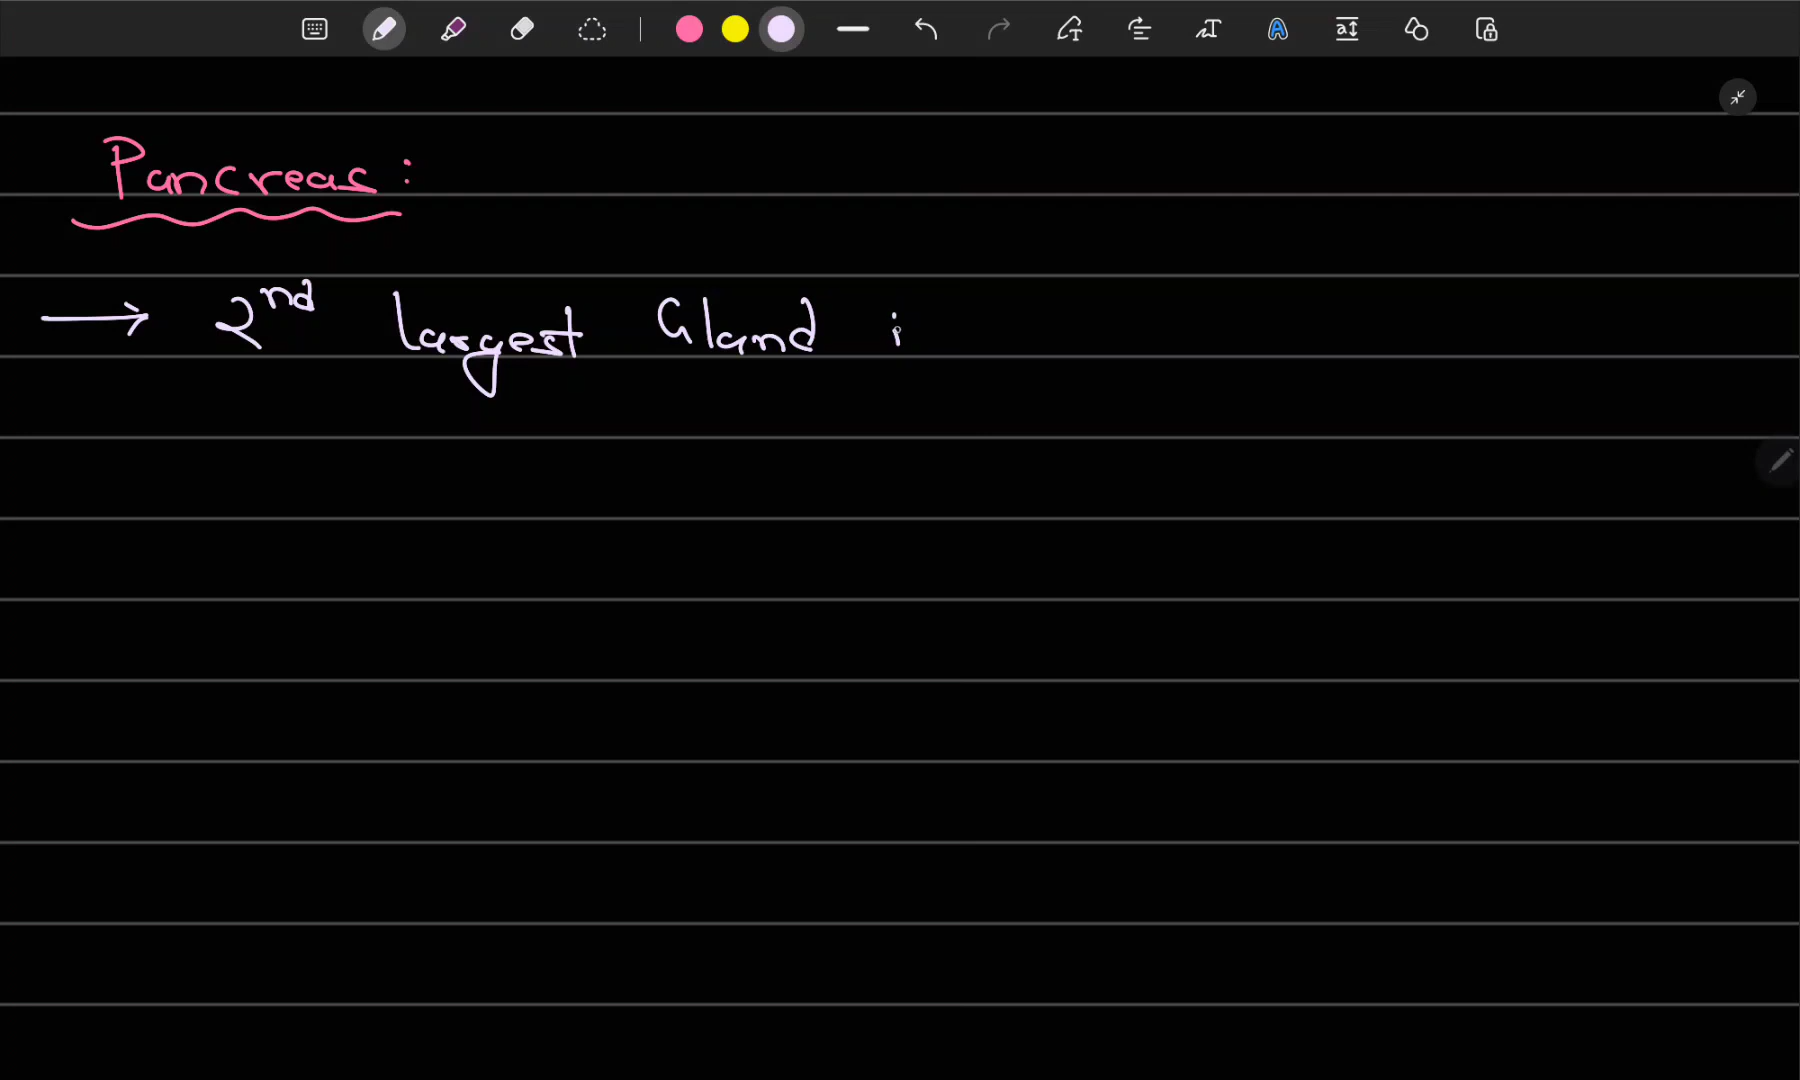 Pancreas :
→ 2nd largest Gland i